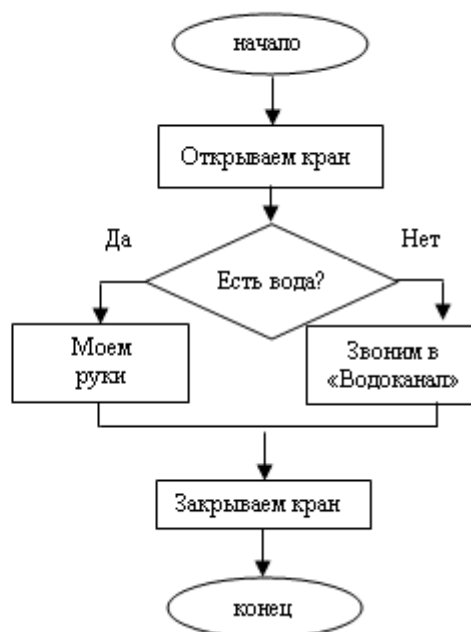 начало
Открываем кран
Да
Нет
Есть вода?
Моем
руки
Звоним в
«Водоканал»
Закрываем кран
конец